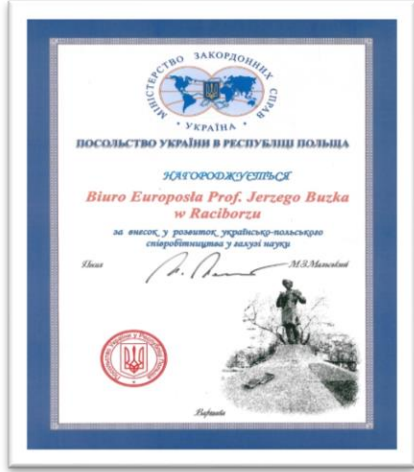 МІНІСТЕРСТВО ЗАКОРДОННИХ СПРАВ
• УКРАЇНА •
ПОСОЛЬСТВО УКРАЇНИ В РЕСПУБЛІЦІ ПОЛЬЩА
НАГОРОДЖУЄТЬСЯ
Biuro Europosła Prof. Jerzego Buzka
w Raciborzu
за внесок у розвиток українсько-польського
співробітництва у галузі науки
Посол М.З.Мальський
Варшава